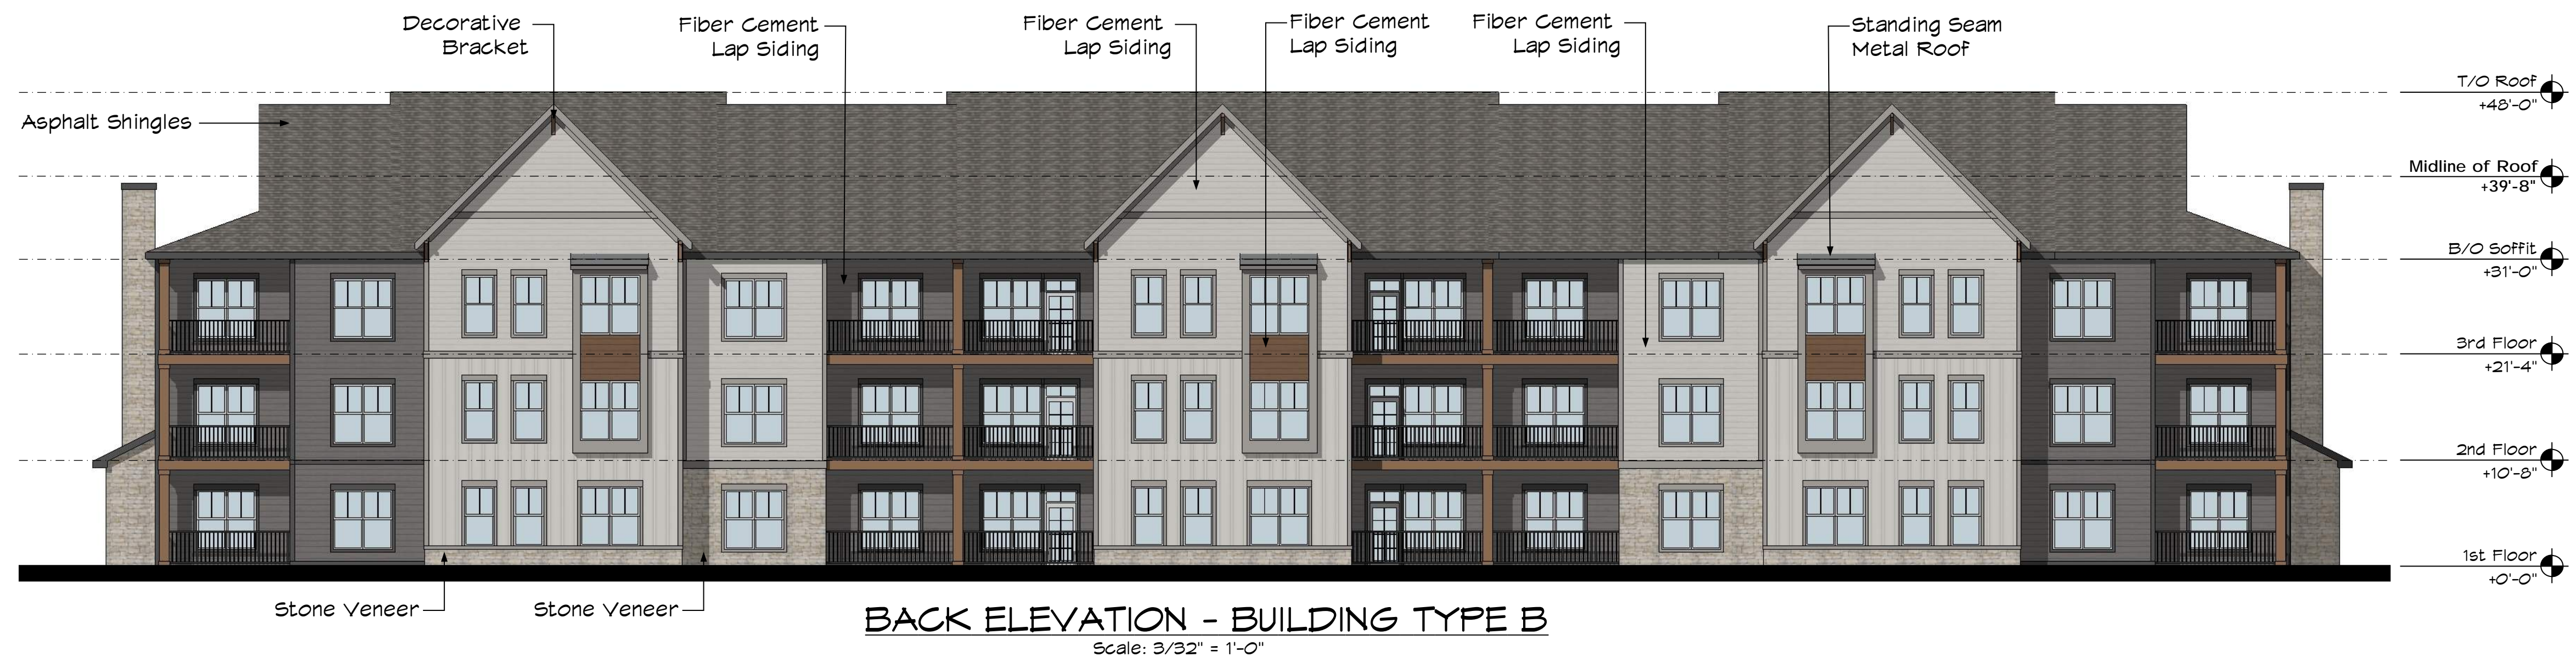 Decorative
Bracket
Fiber Cement
Lap Siding
Fiber Cement
Lap Siding
Fiber Cement
Lap Siding
Fiber Cement
Lap Siding
Standing Seam
Metal Roof
Asphalt Shingles
T/O Roof
+48'-0"
Midline of Roof
+39'-8"
B/O Soffit
+31'-0"
3rd Floor
+21'-4"
2nd Floor
+10'-8"
1st Floor
+0'-0"
Stone Veneer
Stone Veneer
BACK ELEVATION - BUILDING TYPE B
Scale: 3/32" = 1'-0"